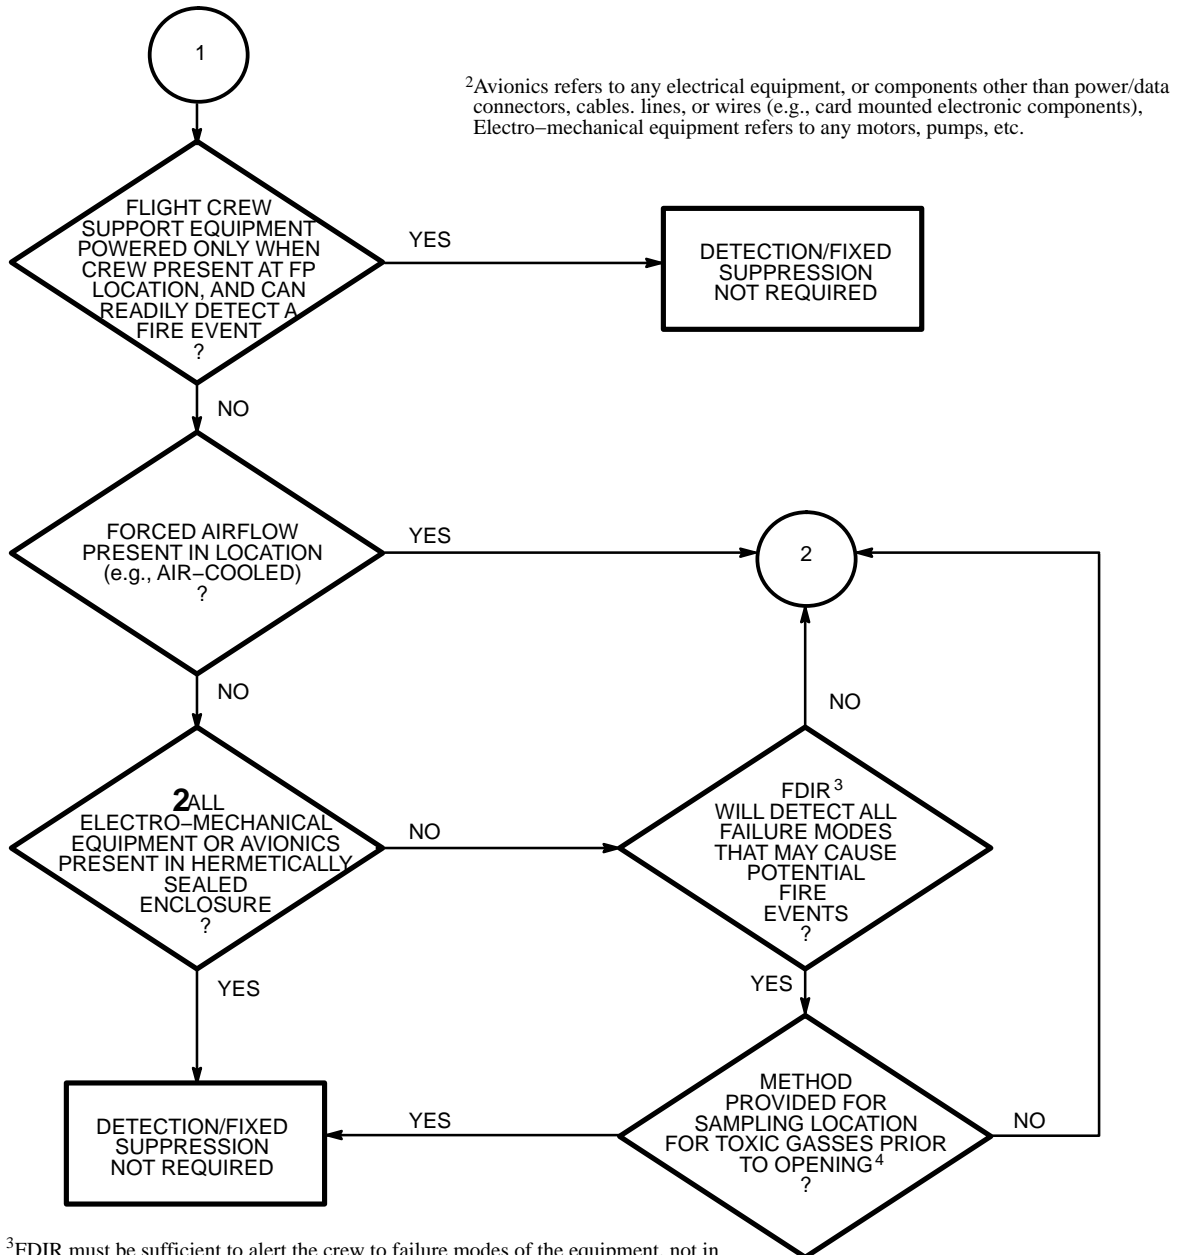 1
2Avionics refers to any electrical equipment, or components other than power/data
connectors, cables. lines, or wires (e.g., card mounted electronic components),
Electro−mechanical equipment refers to any motors, pumps, etc.
FLIGHT CREW
SUPPORT EQUIPMENT
POWERED ONLY WHEN
CREW PRESENT AT FP
LOCATION, AND CAN
READILY DETECT A
FIRE EVENT
?
YES
DETECTION/FIXED
SUPPRESSION
NOT REQUIRED
NO
FORCED AIRFLOW
PRESENT IN LOCATION
(e.g., AIR−COOLED)
?
YES
2
NO
NO
2ALL
ELECTRO−MECHANICAL
EQUIPMENT OR AVIONICS
PRESENT IN HERMETICALLY
SEALED
ENCLOSURE
?
NO
FDIR3
WILL DETECT ALL
FAILURE MODES
THAT MAY CAUSE
POTENTIAL
FIRE
EVENTS
?
YES
YES
DETECTION/FIXED
SUPPRESSION
NOT REQUIRED
YES
METHOD
PROVIDED FOR
SAMPLING LOCATION
FOR TOXIC GASSES PRIOR
TO OPENING4
?
NO
3FDIR must be sufficient to alert the crew to failure modes of the equipment, not in